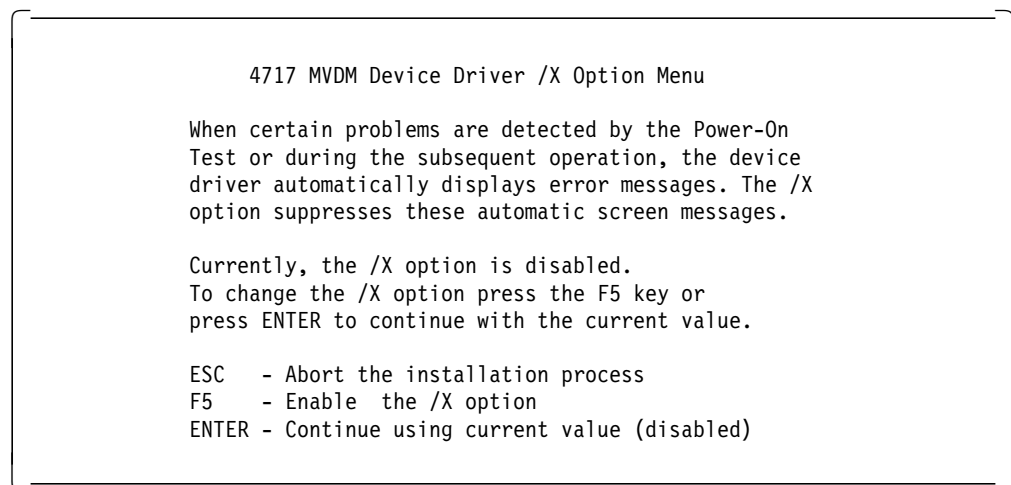 4717 MVDM Device Driver /X Option Menu
When certain problems are detected by the Power-On
Test or during the subsequent operation, the device
driver automatically displays error messages. The /X
option suppresses these automatic screen messages.
Currently, the /X option is disabled.
To change the /X option press the F5 key or
press ENTER to continue with the current value.
ESC   - Abort the installation process
F5    - Enable  the /X option
ENTER - Continue using current value (disabled)